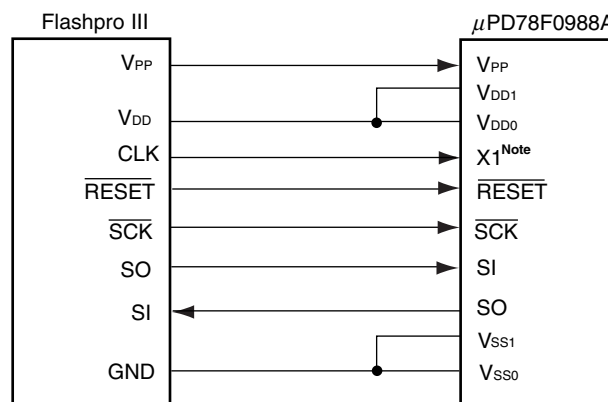 Flashpro III
μPD78F0988A
VPP
VPP
VDD1
VDD
VDD0
CLK
X1Note
RESET
RESET
SCK
SCK
SO
SI
SI
SO
VSS1
GND
VSS0